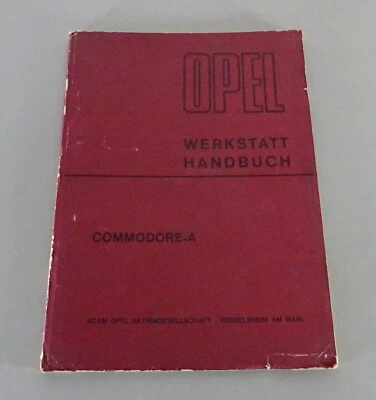 OPEL
WERKSTATT
HANDBUCH
COMMODORE-A
ADAM OPEL AKTIENGESELLSCHAFT · RÜSSELSHEIM AM MAIN